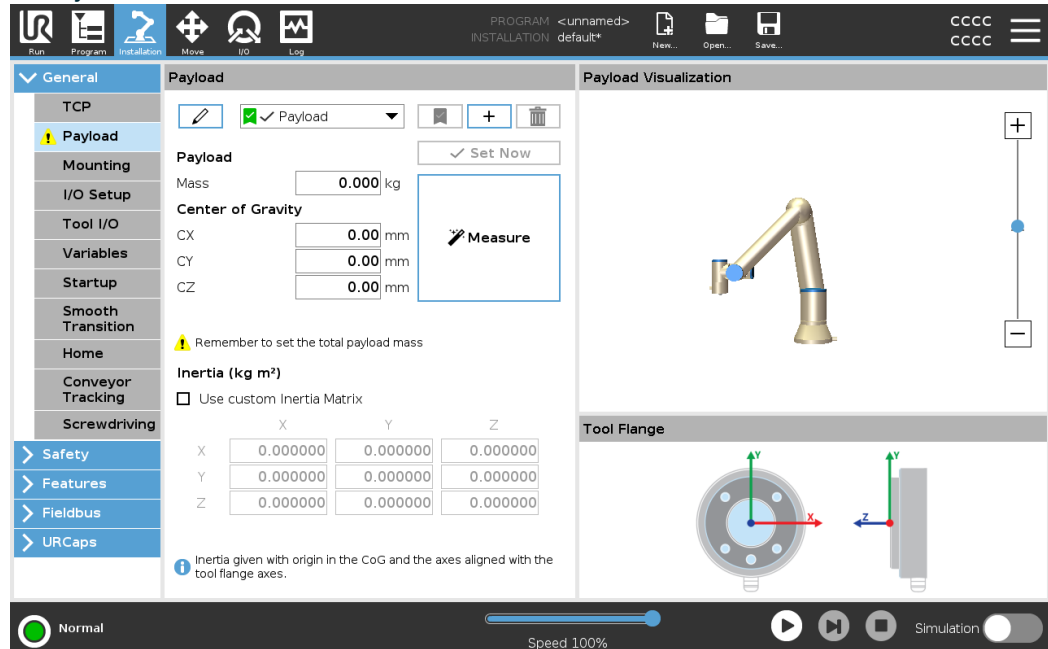 Run
Program
Installation
Move
I/O
Log
PROGRAM <unnamed>
INSTALLATION default*
New...
Open...
Save...
CCCC
CCCC
General
TCP
Payload
Mounting
I/O Setup
Tool I/O
Variables
Startup
Smooth
Transition
Home
Conveyor
Tracking
Screwdriving
Safety
Features
Fieldbus
URCaps
Payload
Payload
Set Now
Payload
Mass 0.000 kg
Center of Gravity
CX 0.00 mm
CY 0.00 mm
CZ 0.00 mm
Measure
Remember to set the total payload mass
Inertia (kg m²)
Use custom Inertia Matrix
X Y Z
X 0.000000 0.000000 0.000000
Y 0.000000 0.000000 0.000000
Z 0.000000 0.000000 0.000000
Inertia given with origin in the CoG and the axes aligned with the
tool flange axes.
Payload Visualization
Tool Flange
Y
X
Y
Z
Normal
Speed 100%
Simulation